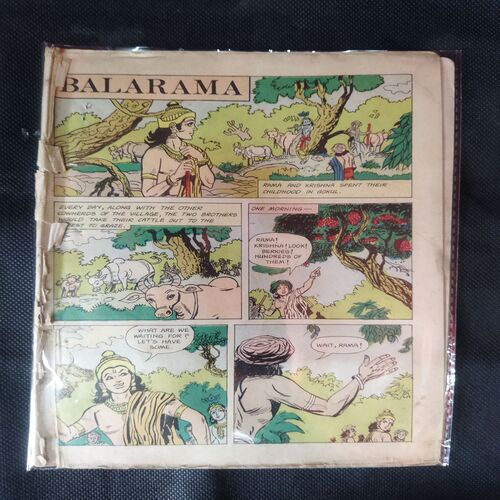 BALARAMA
RAMA AND KRISHNA SPENT THEIR
CHILDHOOD IN GOKUL.
EVERY DAY, ALONG WITH THE OTHER
COWHERDS OF THE VILLAGE, THE TWO BROTHERS
WOULD TAKE THEIR CATTLE OUT TO THE
FOREST TO GRAZE.
ONE MORNING—
RAMA!
KRISHNA! LOOK!
BERRIES!
HUNDREDS OF
THEM!
WHAT ARE WE
WAITING FOR?
LET'S HAVE
SOME.
WAIT, RAMA!